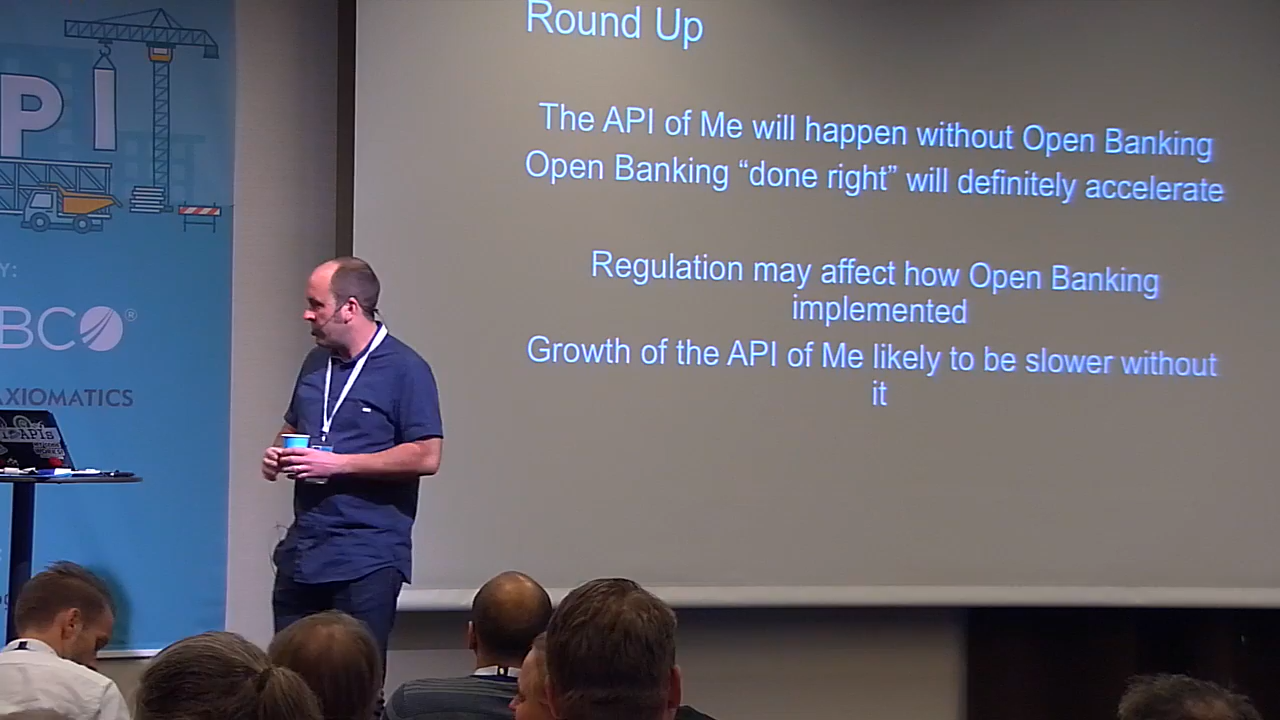 PI
Y:
BCO®
AXIOMATICS
APIs
Round Up
The API of Me will happen without Open Banking
Open Banking “done right” will definitely accelerate
Regulation may affect how Open Banking
implemented
Growth of the API of Me likely to be slower without
it